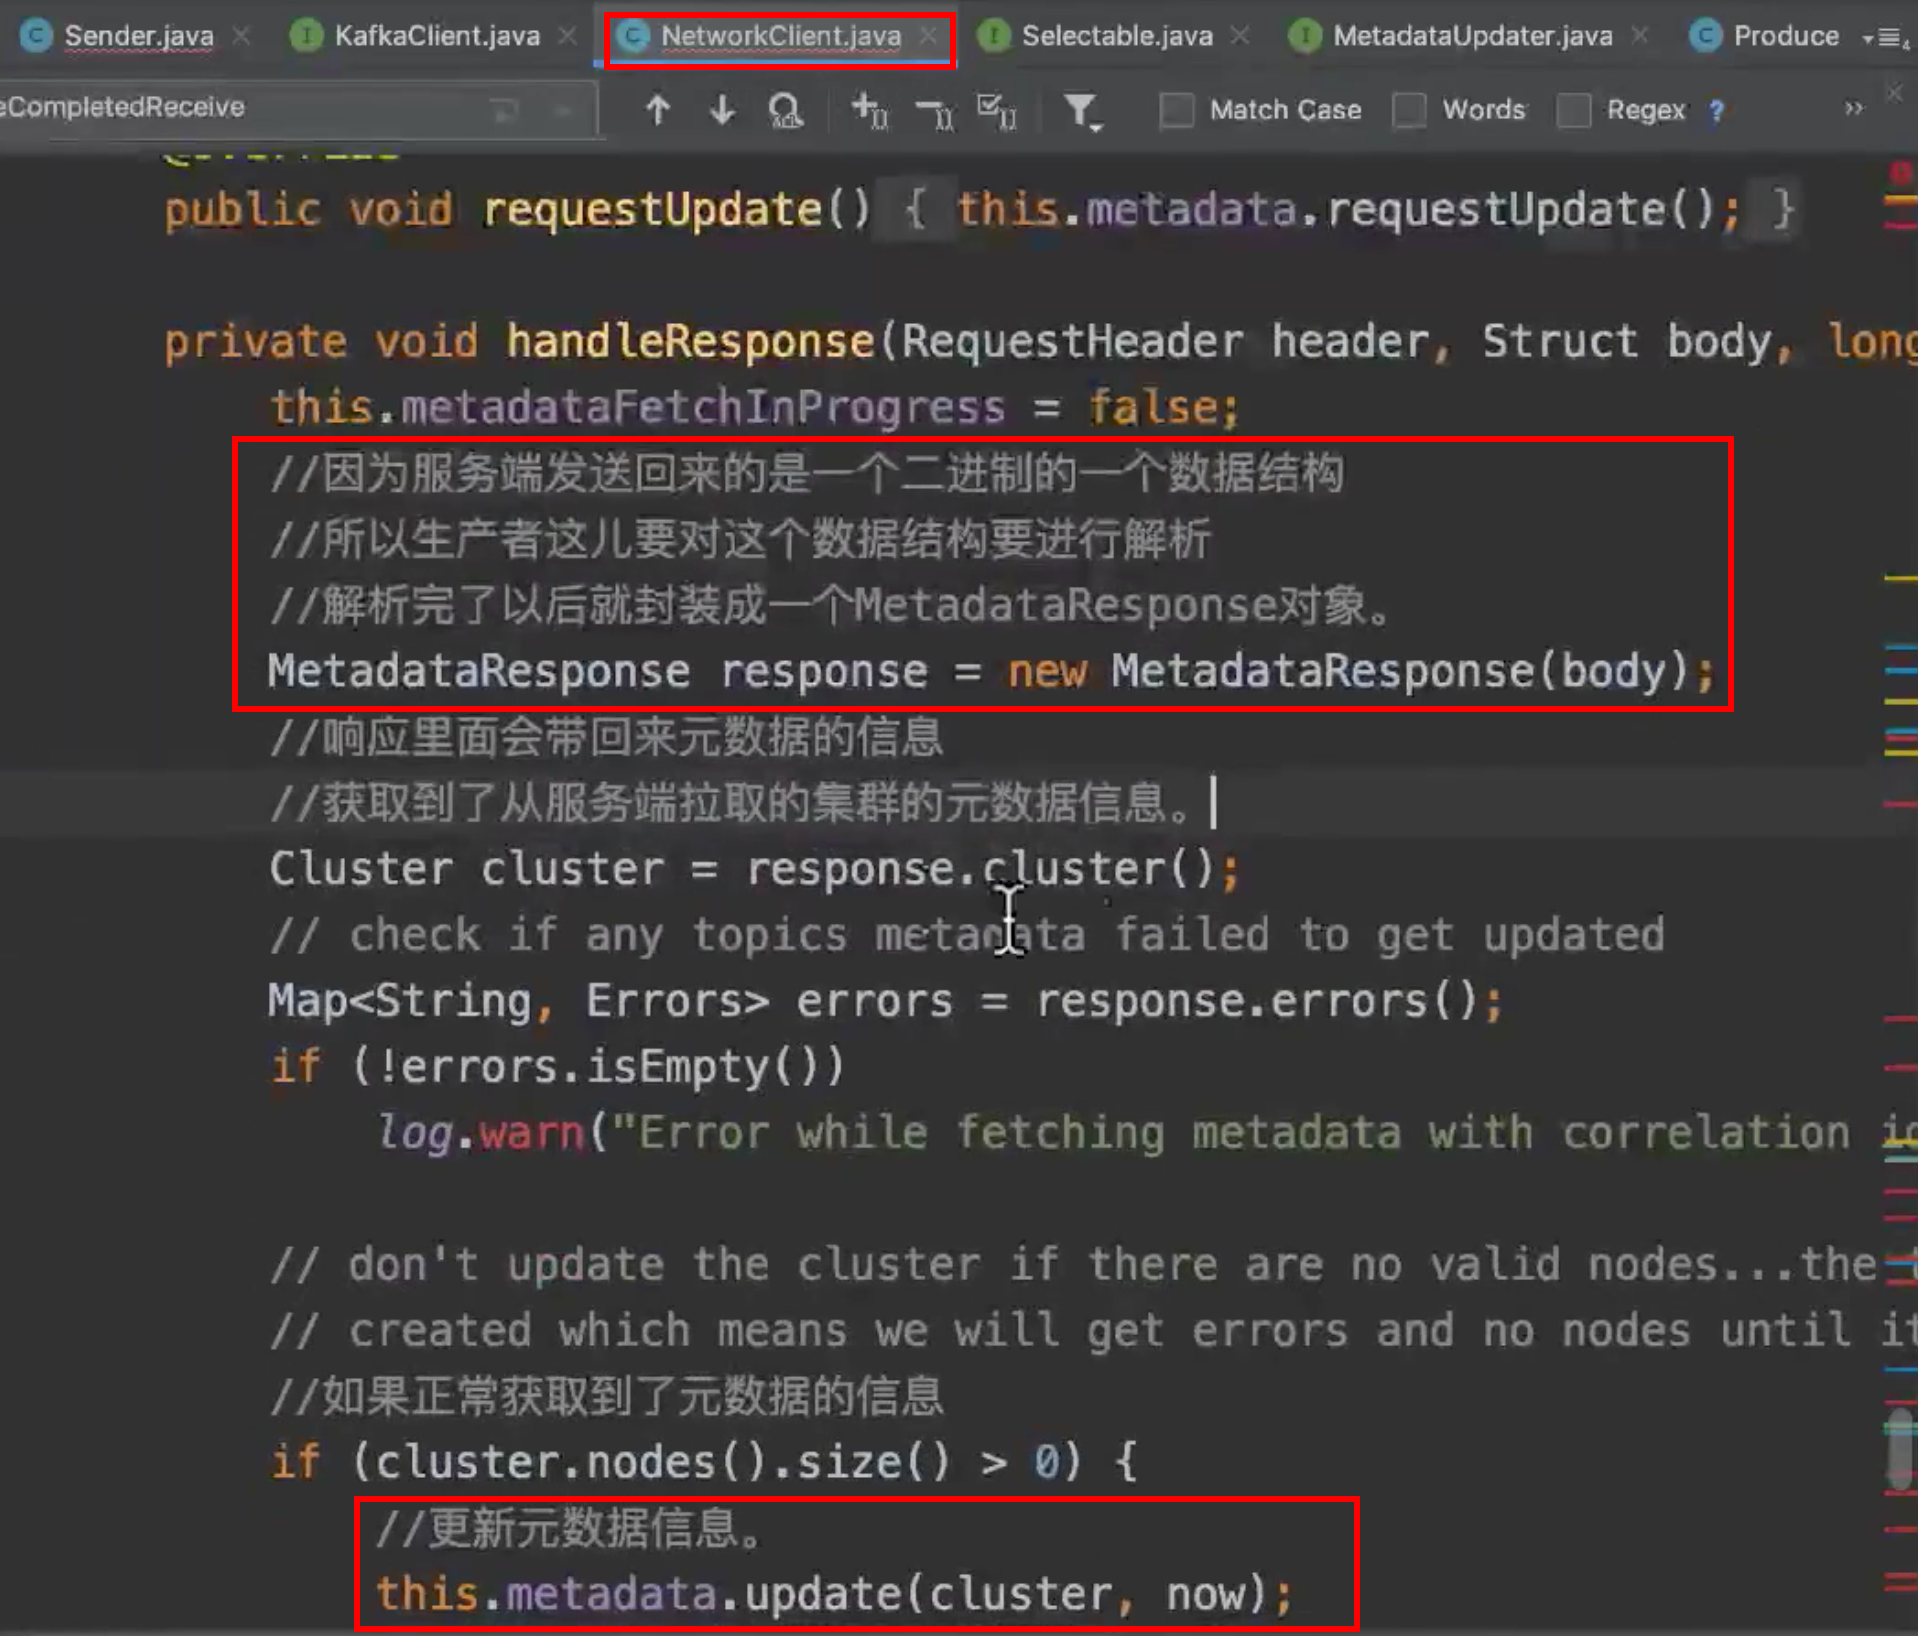 Sender.java KafkaClient.java NetworkClient.java Selectable.java MetadataUpdater.java Produce
eCompletedReceive Match Case Words Regex ?
public void requestUpdate() { this.metadata.requestUpdate(); }
private void handleResponse(RequestHeader header, Struct body, long
this.metadataFetchInProgress = false;
//因为服务端发送回来的是一个二进制的一个数据结构
//所以生产者这儿要对这个数据结构要进行解析
//解析完了以后就封装成一个MetadataResponse对象。
MetadataResponse response = new MetadataResponse(body);
//响应里面会带回来元数据的信息
//获取到了从服务端拉取的集群的元数据信息。
Cluster cluster = response.cluster();
// check if any topics metadata failed to get updated
Map<String, Errors> errors = response.errors();
if (!errors.isEmpty())
log.warn("Error while fetching metadata with correlation
// don't update the cluster if there are no valid nodes...the
// created which means we will get errors and no nodes until it
//如果正常获取到了元数据的信息
if (cluster.nodes().size() > 0) {
//更新元数据信息。
this.metadata.update(cluster, now);